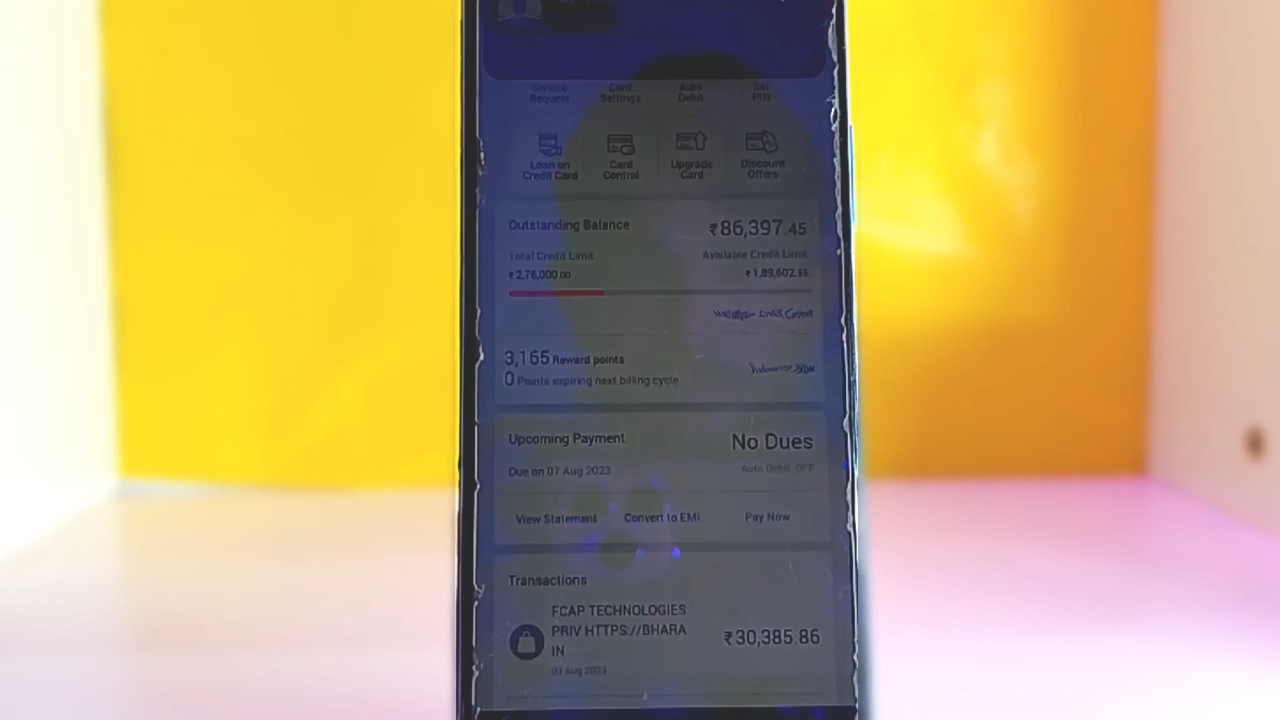 Service Card Auto Set
Request Settings Debit PIN
Loan on Card Upgrade Discount
Credit Card Control Card Offers
Outstanding Balance ₹86,397.45
Total Credit Limit Available Credit Limit
₹2,76,000.00 ₹1,89,602.55
3,165 Reward points
0 Points expiring next billing cycle
Upcoming Payment No Dues
Due on 07 Aug 2023 Auto Debit: OFF
View Statement Convert to EMI Pay Now
Transactions
FCAP TECHNOLOGIES
PRIV HTTPS://BHARA
IN
₹30,385.86
03 Aug 2023